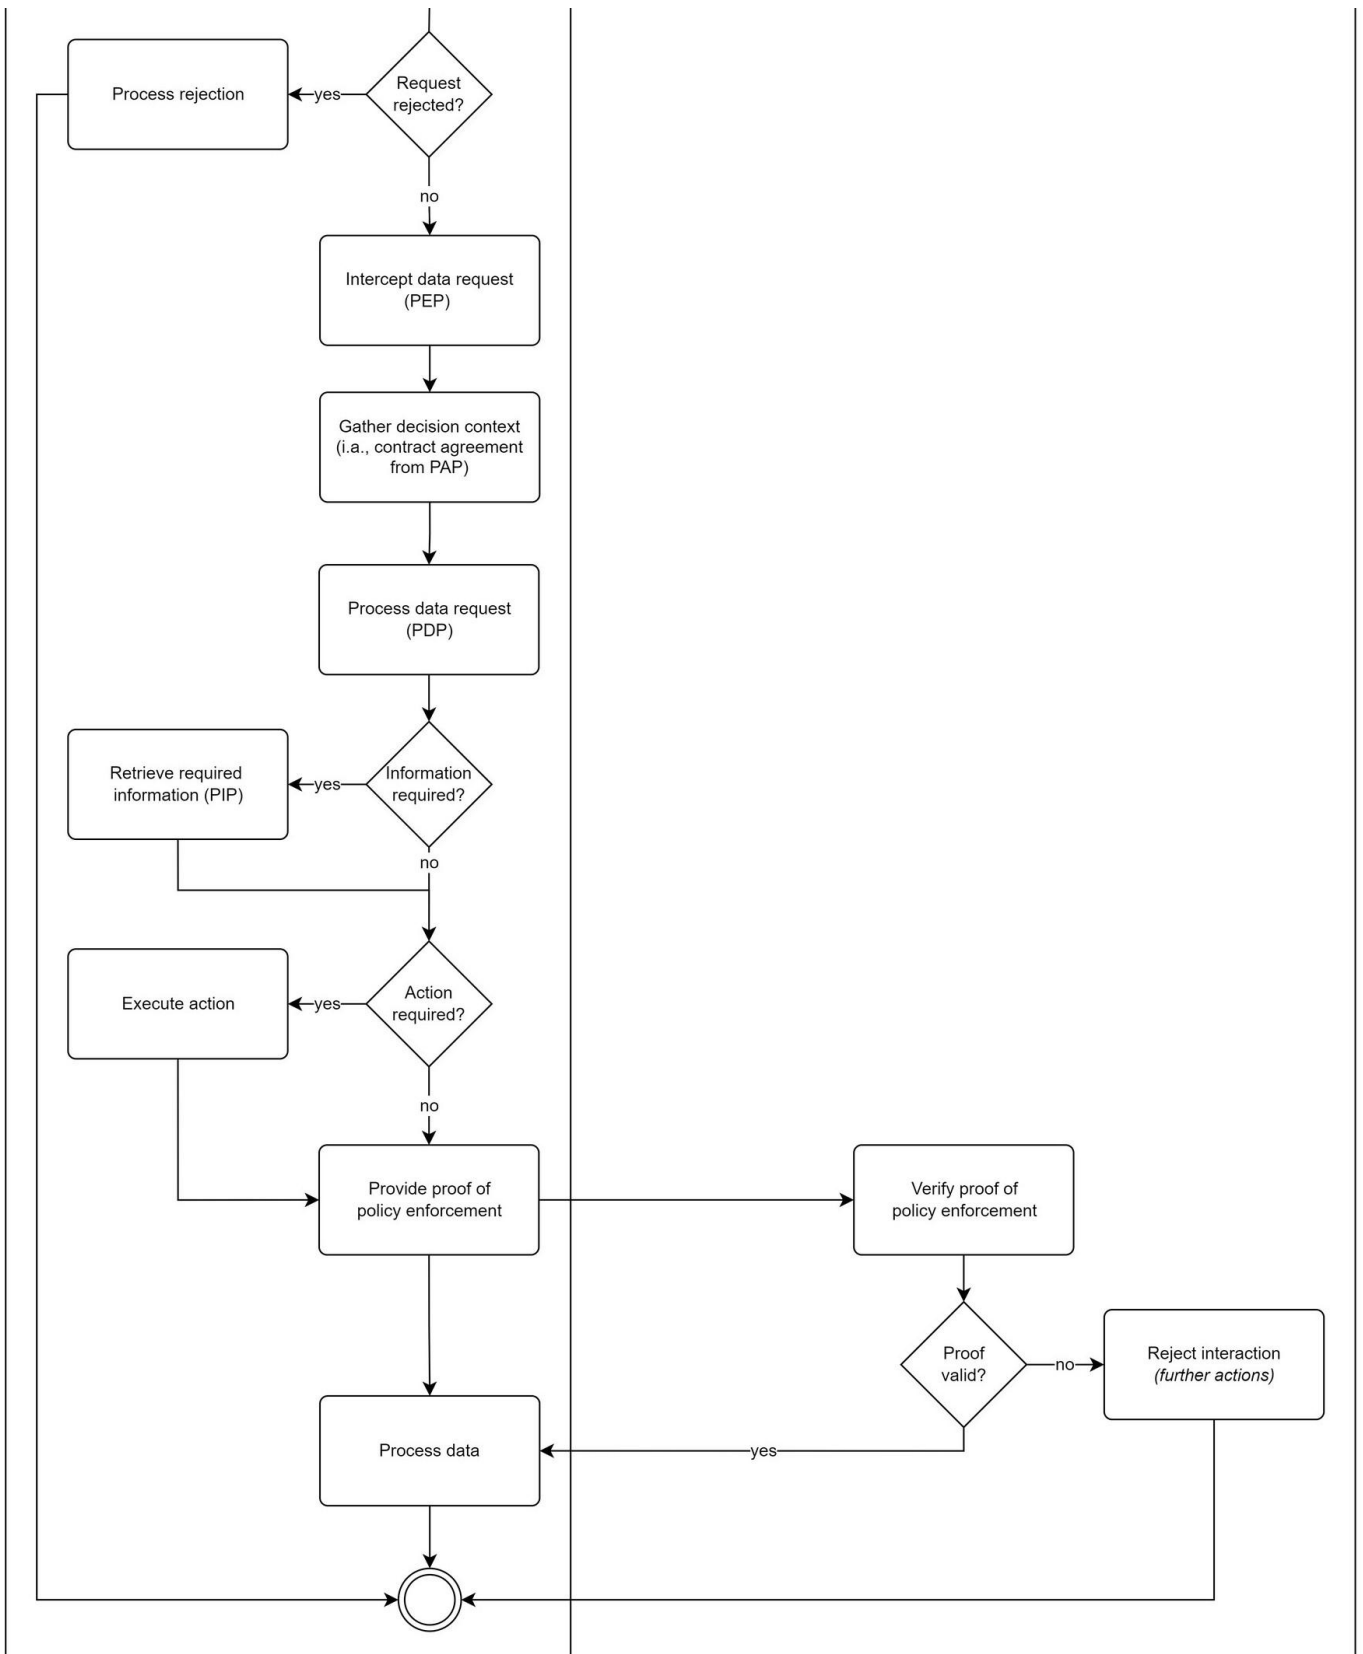 Process rejection
yes
Request
rejected?
no
Intercept data request
(PEP)
Gather decision context
(i.a., contract agreement
from PAP)
Process data request
(PDP)
Retrieve required
information (PIP)
yes
Information
required?
no
Execute action
yes
Action
required?
no
Provide proof of
policy enforcement
Verify proof of
policy enforcement
Proof
valid?
no
Reject interaction
(further actions)
Process data
yes